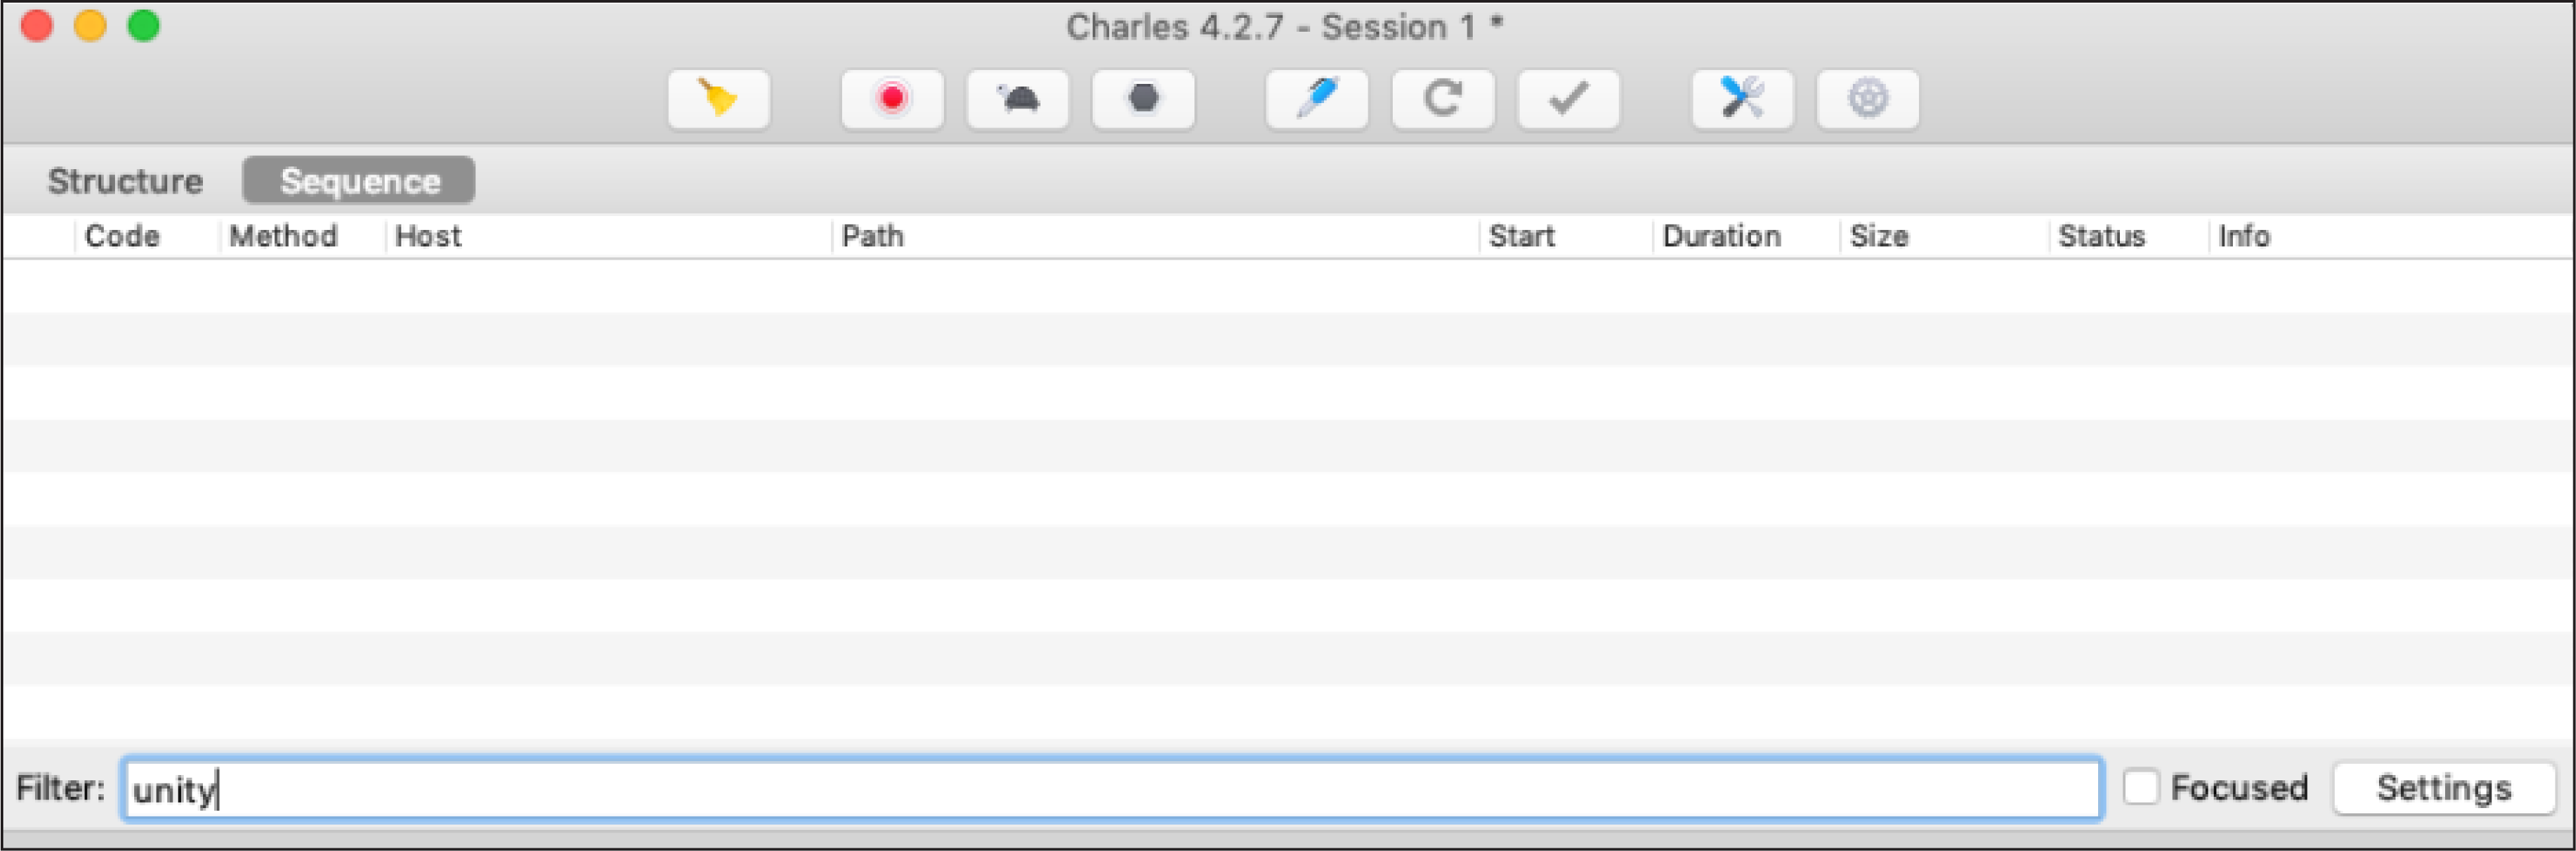 Charles 4.2.7 - Session 1 *
Structure Sequence
Code Method Host Path Start Duration Size Status Info
Filter: unity Focused Settings